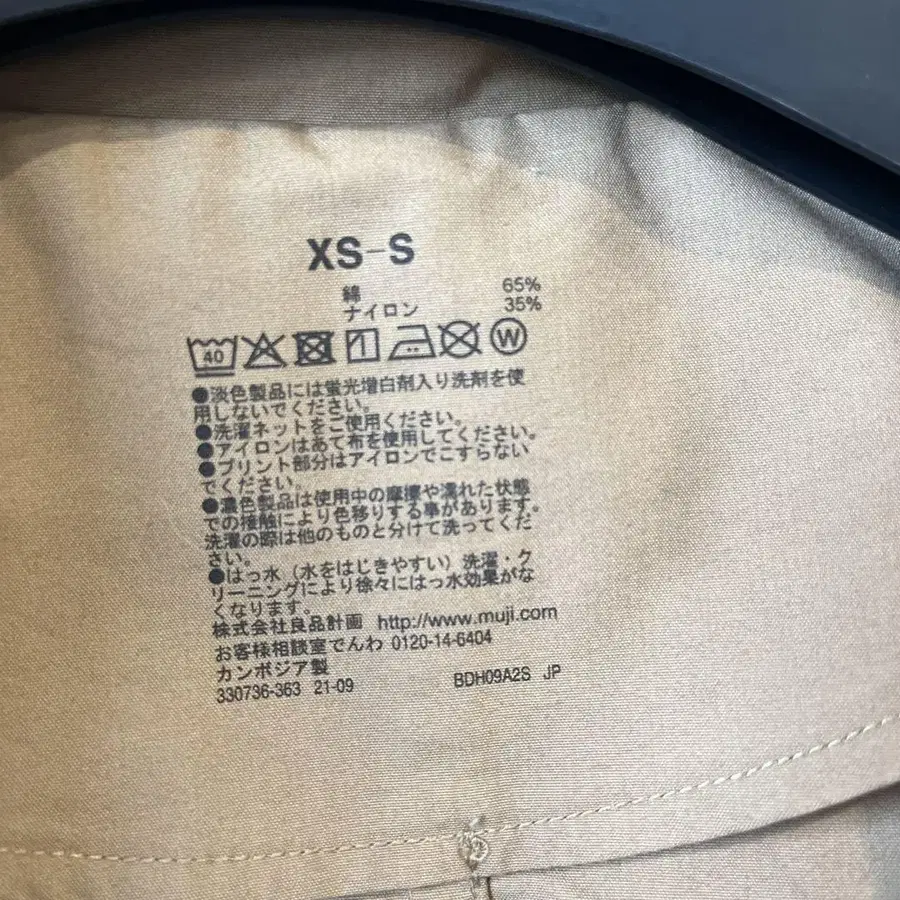 XS-S
綿 65%
ナイロン 35%
40 W
●淡色製品には蛍光増白剤入り洗剤を使
用しないでください。
●洗濯ネットをご使用ください。
●アイロンはあて布を使用してください。
●プリント部分はアイロンでこすらない
でください。
●濃色製品は使用中の摩擦や濡れた状態
での接触により色移りする事があります。
洗濯の際は他のものと分けて洗ってくだ
さい。
●はっ水（水をはじきやすい）洗濯・ク
リーニングにより徐々にはっ水効果がな
くなります。
株式会社良品計画 http://www.muji.com
お客様相談室でんわ 0120-14-6404
カンボジア製
330736-363 21-09 BDH09A2S JP